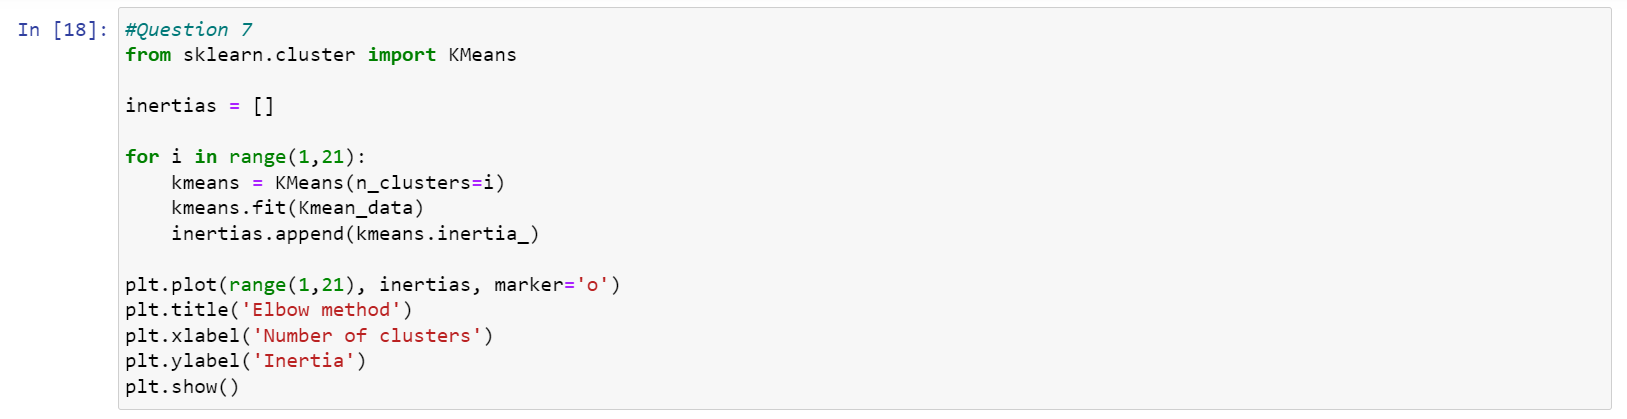 In [18]: #Question 7
from sklearn.cluster import KMeans
inertias = []
for i in range(1,21):
    kmeans = KMeans(n_clusters=i)
    kmeans.fit(Kmean_data)
    inertias.append(kmeans.inertia_)
plt.plot(range(1,21), inertias, marker='o')
plt.title('Elbow method')
plt.xlabel('Number of clusters')
plt.ylabel('Inertia')
plt.show()